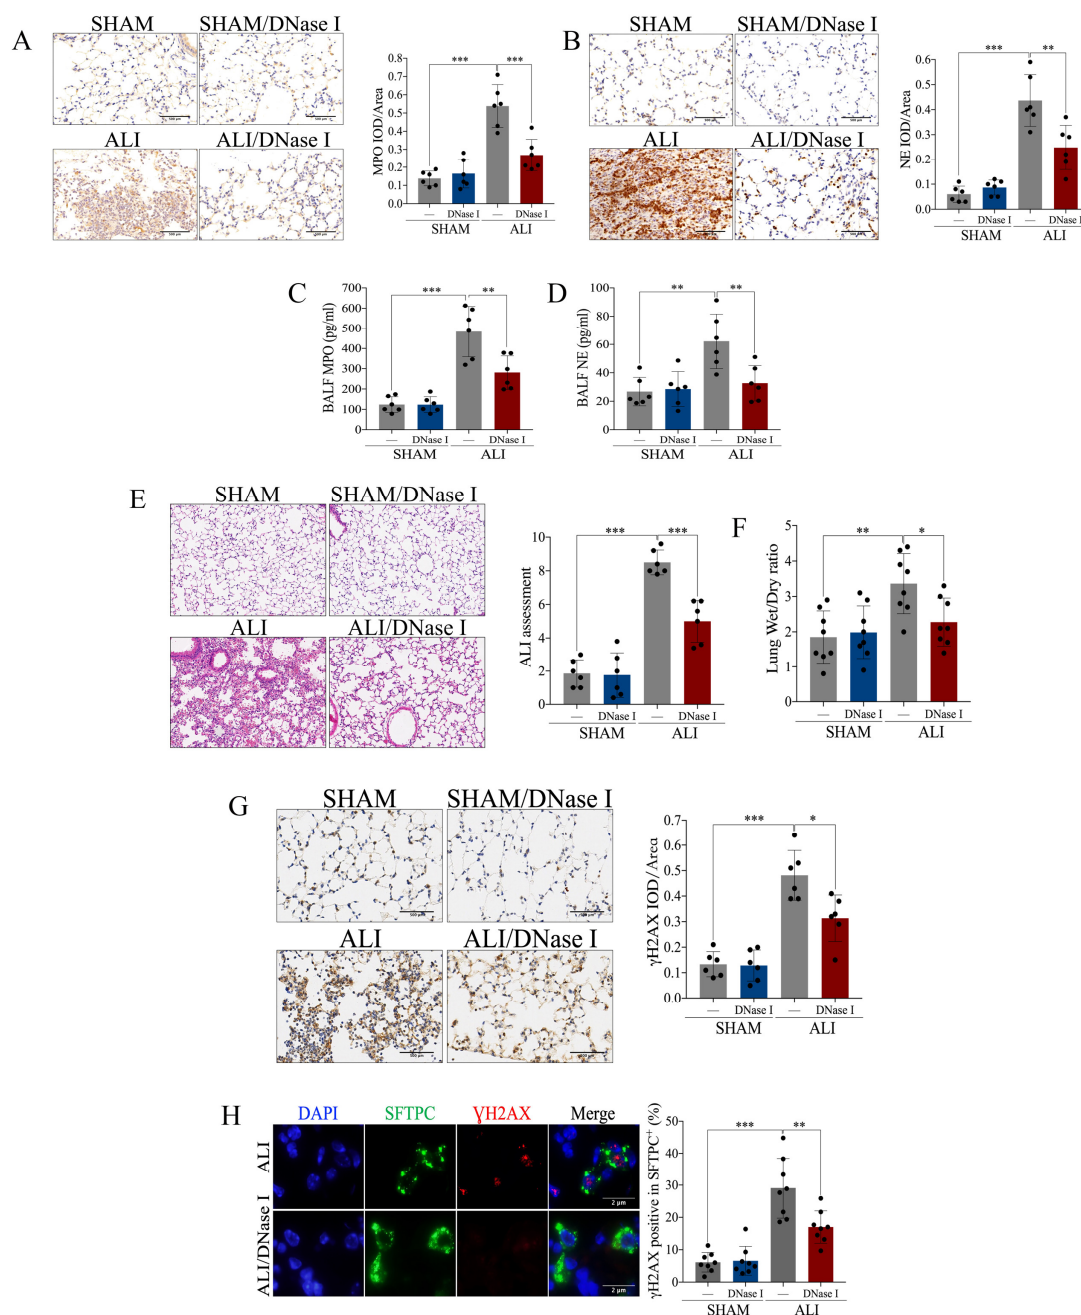 A
SHAM SHAM/DNase I
ALI ALI/DNase I
MPO IOD/Area
0.8
0.7
0.6
0.5
0.4
0.3
0.2
0.1
0
*** ***
— DNase I — DNase I
SHAM ALI
B
SHAM SHAM/DNase I
ALI ALI/DNase I
NE IOD/Area
0.6
0.5
0.4
0.3
0.2
0.1
0
*** **
— DNase I — DNase I
SHAM ALI
C
BALF MPO (pg/ml)
700
600
500
400
300
200
100
0
*** **
— DNase I — DNase I
SHAM ALI
D
BALF NE (pg/ml)
100
80
60
40
20
0
** **
— DNase I — DNase I
SHAM ALI
E
SHAM SHAM/DNase I
ALI ALI/DNase I
ALI assessment
10
8
6
4
2
0
*** ***
— DNase I — DNase I
SHAM ALI
F
Lung Wet/Dry ratio
5
4
3
2
1
0
** *
— DNase I — DNase I
SHAM ALI
G
SHAM SHAM/DNase I
500 μm
ALI ALI/DNase I
500 μm
γH2AX IOD/Area
0.7
0.6
0.5
0.4
0.3
0.2
0.1
0
*** *
— DNase I — DNase I
SHAM ALI
H
DAPI SFTPC γH2AX Merge
ALI
2 μm
ALI/DNase I
2 μm
γH2AX positive in SFTPC⁺ (%)
50
40
30
20
10
0
*** **
— DNase I — DNase I
SHAM ALI